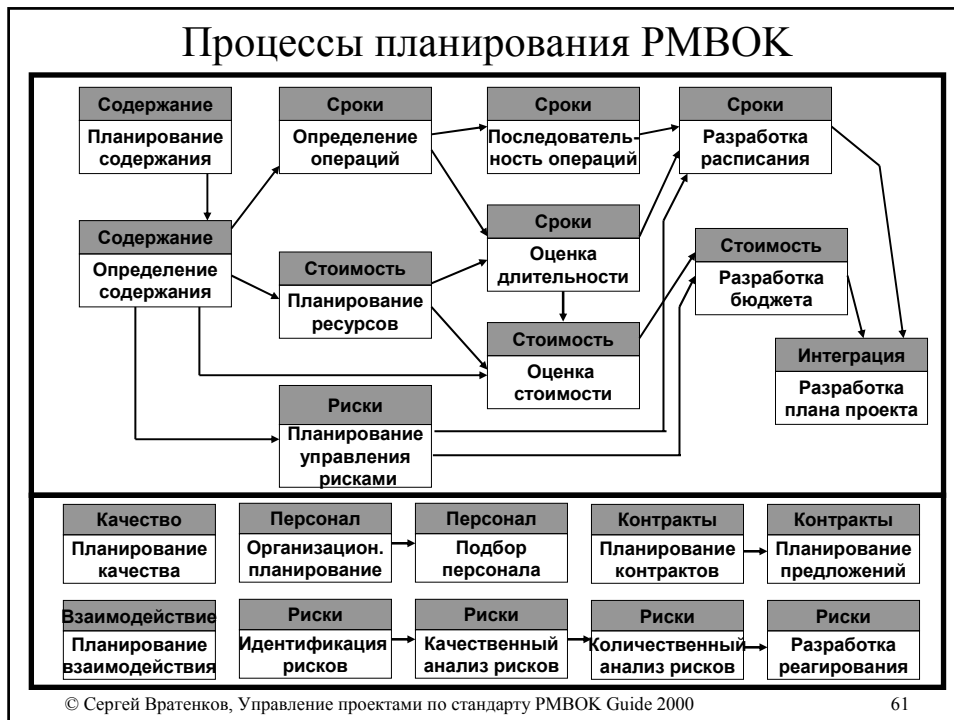 Процессы планирования PMBOK
Содержание
Планирование
содержания
Сроки
Определение
операций
Сроки
Последователь-
ность операций
Сроки
Разработка
расписания
Содержание
Определение
содержания
Стоимость
Планирование
ресурсов
Сроки
Оценка
длительности
Стоимость
Разработка
бюджета
Стоимость
Оценка
стоимости
Интеграция
Разработка
плана проекта
Риски
Планирование
управления
рисками
Качество
Планирование
качества
Персонал
Организацион.
планирование
Персонал
Подбор
персонала
Контракты
Планирование
контрактов
Контракты
Планирование
предложений
Взаимодействие
Планирование
взаимодействия
Риски
Идентификация
рисков
Риски
Качественный
анализ рисков
Риски
Количественный
анализ рисков
Риски
Разработка
реагирования
© Сергей Вратенков, Управление проектами по стандарту PMBOK Guide 2000
61